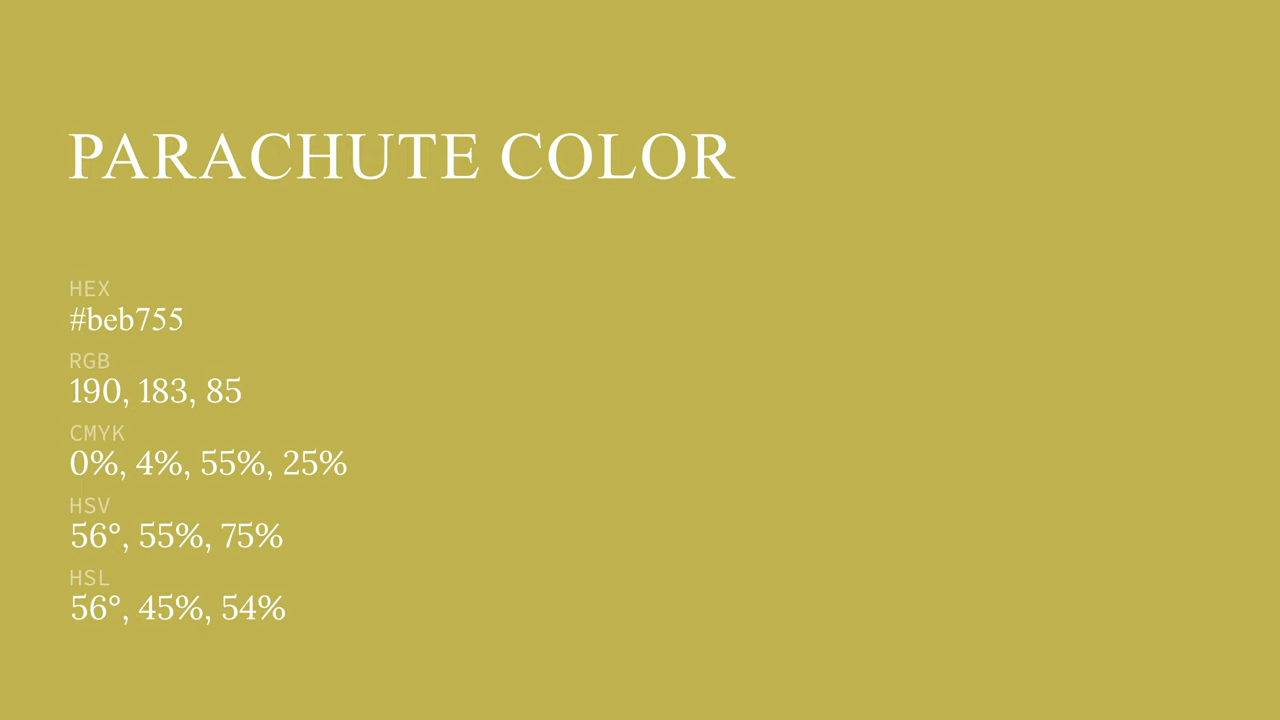 PARACHUTE COLOR
HEX
#beb755
RGB
190, 183, 85
CMYK
0%, 4%, 55%, 25%
HSV
56°, 55%, 75%
HSL
56°, 45%, 54%